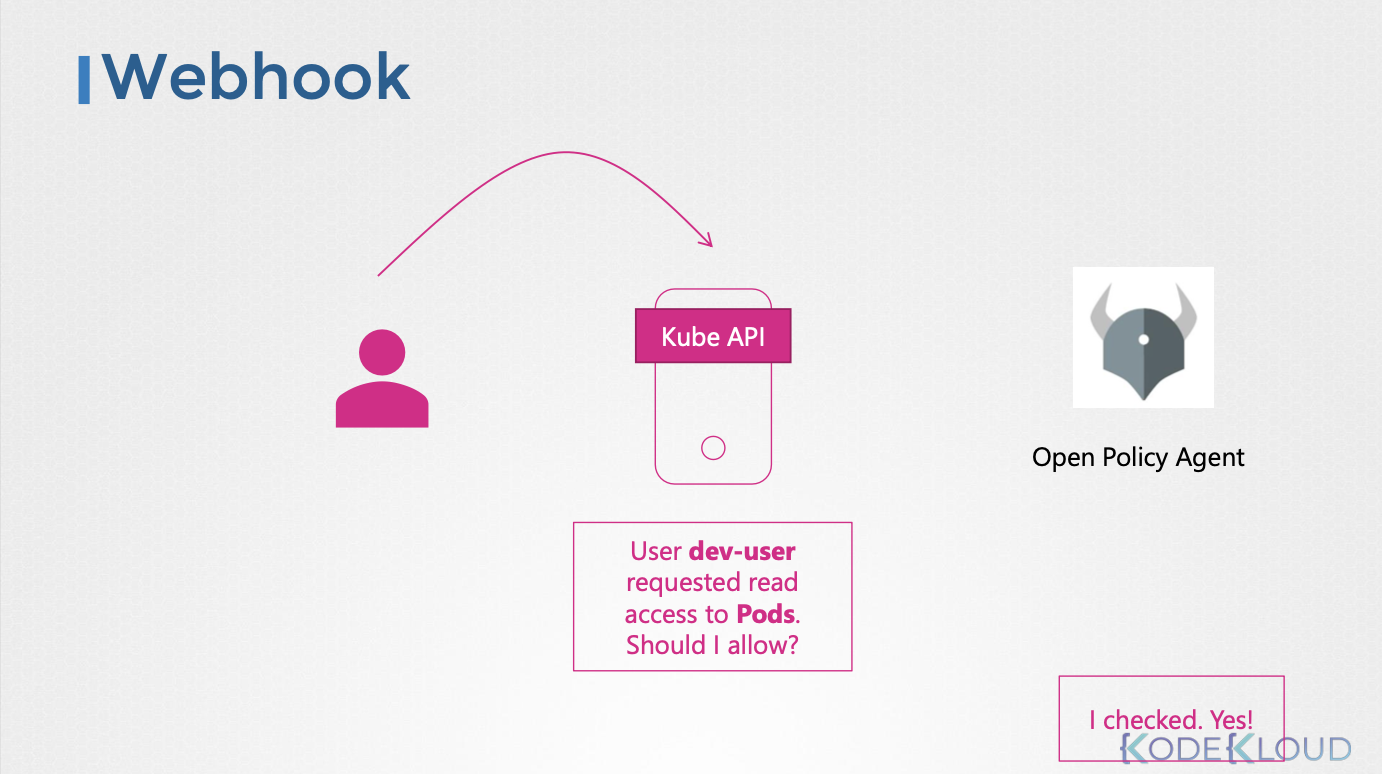 Webhook
Kube API
Open Policy Agent
User dev-user
requested read
access to Pods.
Should I allow?
I checked. Yes!
KODEKLOUD